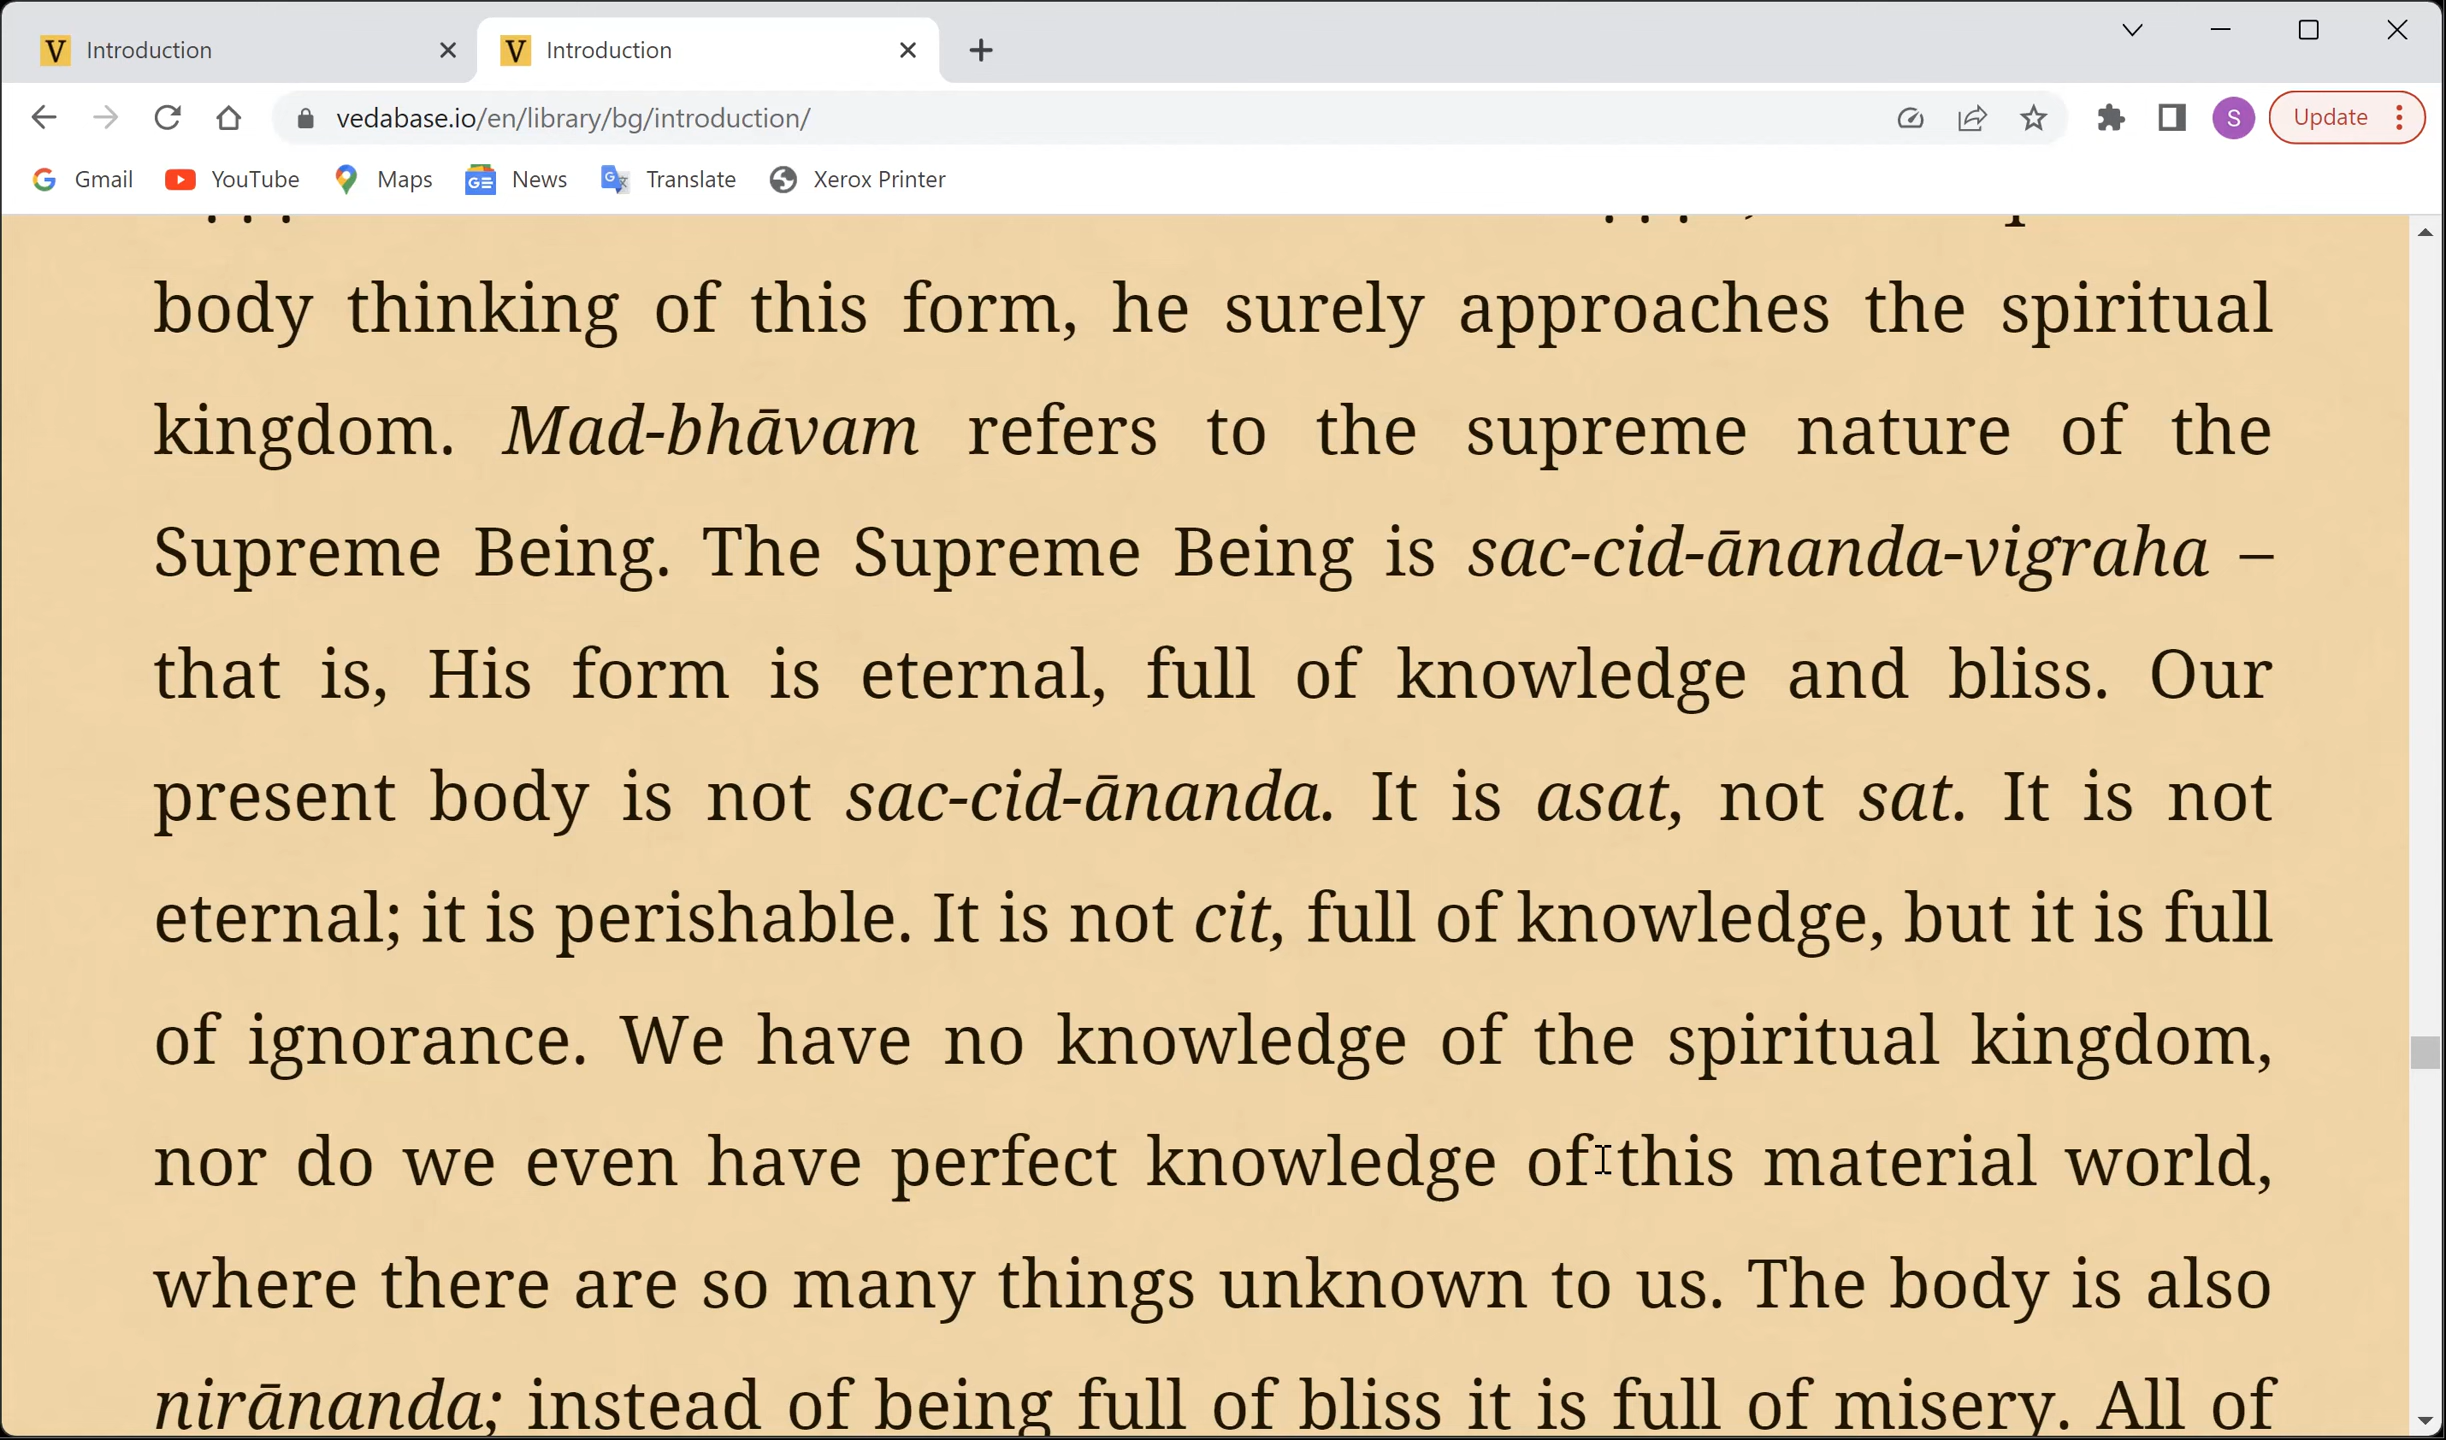 Introduction
Introduction
vedabase.io/en/library/bg/introduction/
S
Update
Gmail
YouTube
Maps
News
Translate
Xerox Printer
body thinking of this form, he surely approaches the spiritual
kingdom. Mad-bhāvam refers to the supreme nature of the
Supreme Being. The Supreme Being is sac-cid-ānanda-vigraha –
that is, His form is eternal, full of knowledge and bliss. Our
present body is not sac-cid-ānanda. It is asat, not sat. It is not
eternal; it is perishable. It is not cit, full of knowledge, but it is full
of ignorance. We have no knowledge of the spiritual kingdom,
nor do we even have perfect knowledge of this material world,
where there are so many things unknown to us. The body is also
nirānanda; instead of being full of bliss it is full of misery. All of